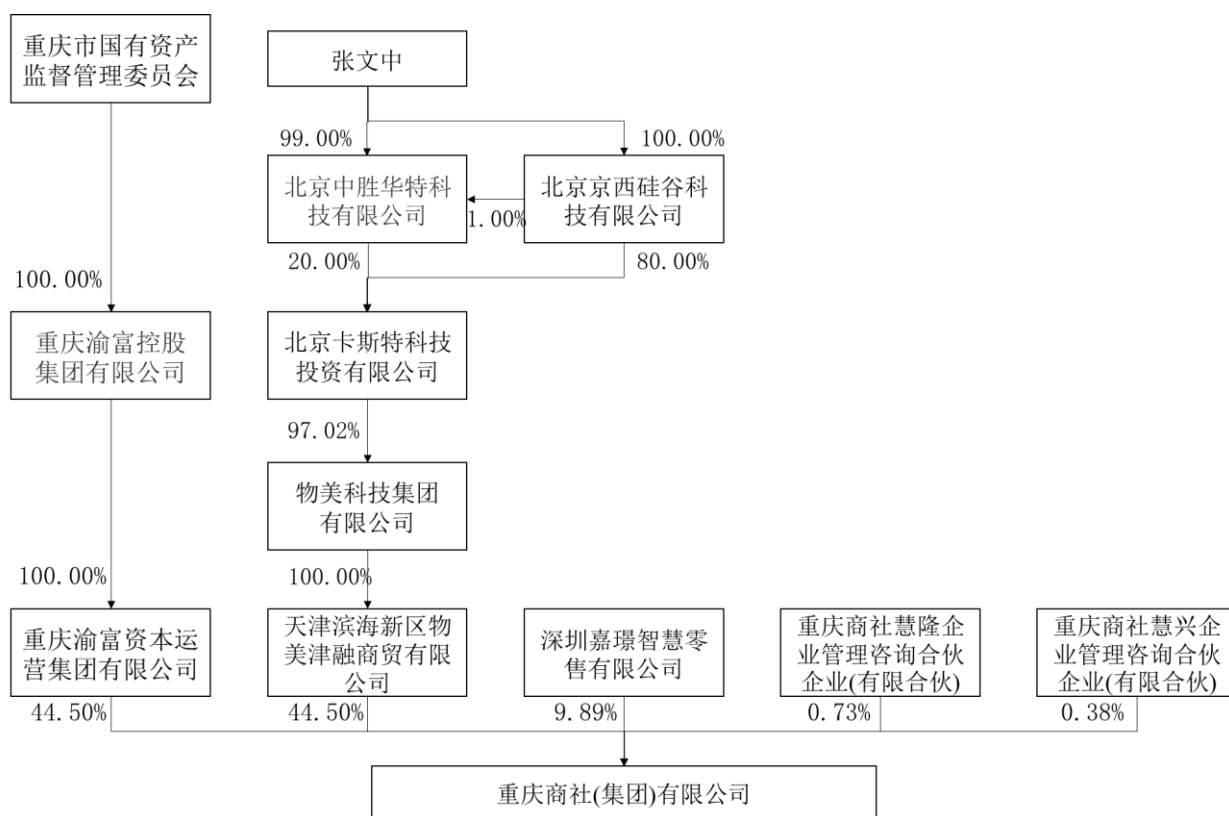 重庆市国有资产
监督管理委员会
张文中
99.00%
100.00%
北京中胜华特科
技有限公司
1.00%
北京京西硅谷科
技有限公司
20.00%
80.00%
100.00%
重庆渝富控股
集团有限公司
北京卡斯特科技
投资有限公司
97.02%
物美科技集团
有限公司
100.00%
100.00%
重庆渝富资本运
营集团有限公司
天津滨海新区物
美津融商贸有限
公司
深圳嘉璟智慧零
售有限公司
重庆商社慧隆企
业管理咨询合伙
企业(有限合伙)
重庆商社慧兴企
业管理咨询合伙
企业(有限合伙)
44.50%
44.50%
9.89%
0.73%
0.38%
重庆商社(集团)有限公司